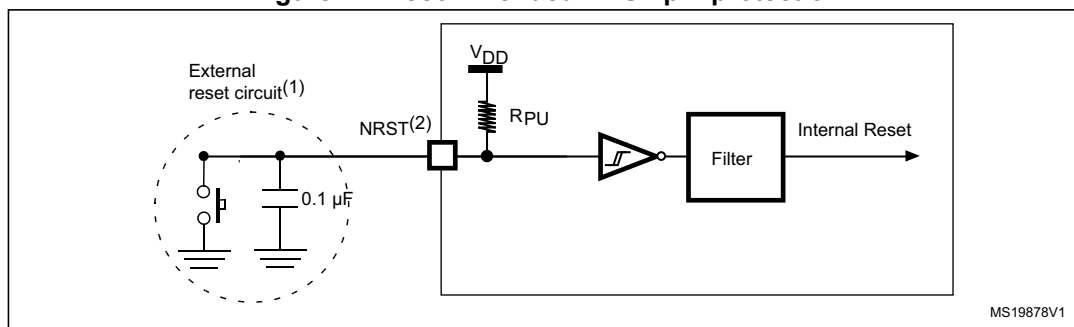 External
reset circuit(1)
VDD
NRST(2)
RPU
Internal Reset
Filter
0.1 μF
MS19878V1